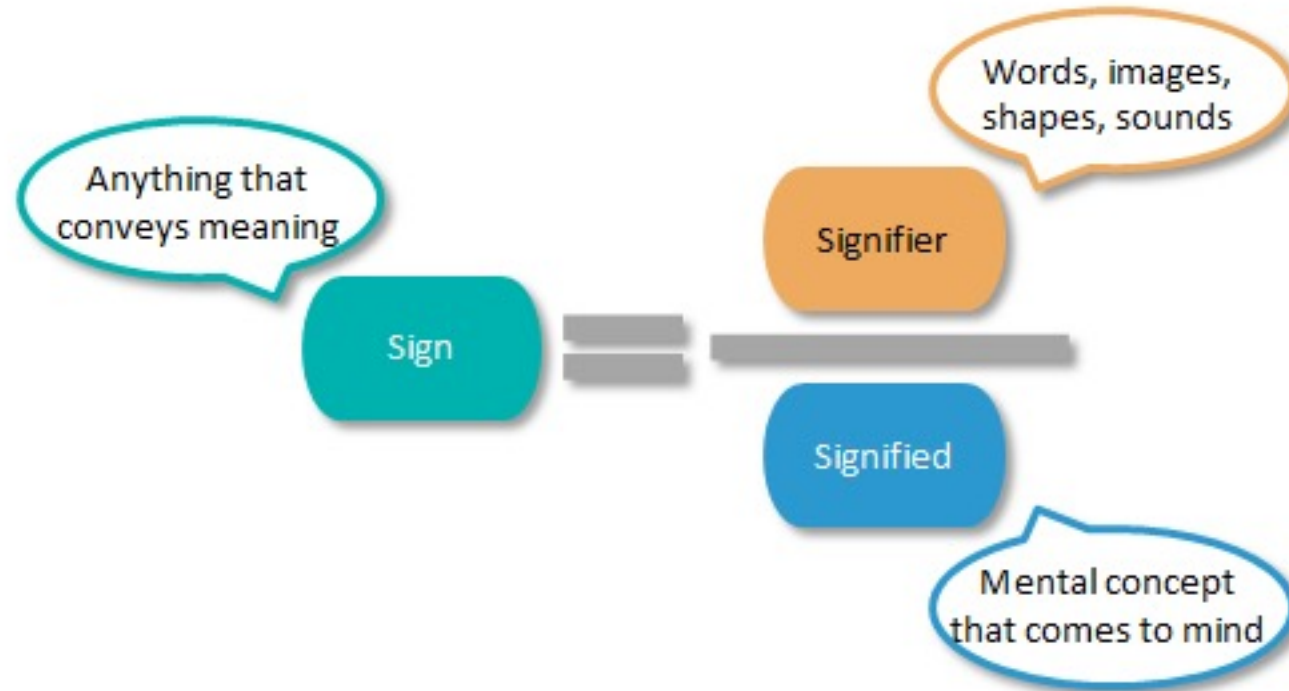 Words, images,
shapes, sounds
Anything that
conveys meaning
Signifier
Sign
Signified
Mental concept
that comes to mind